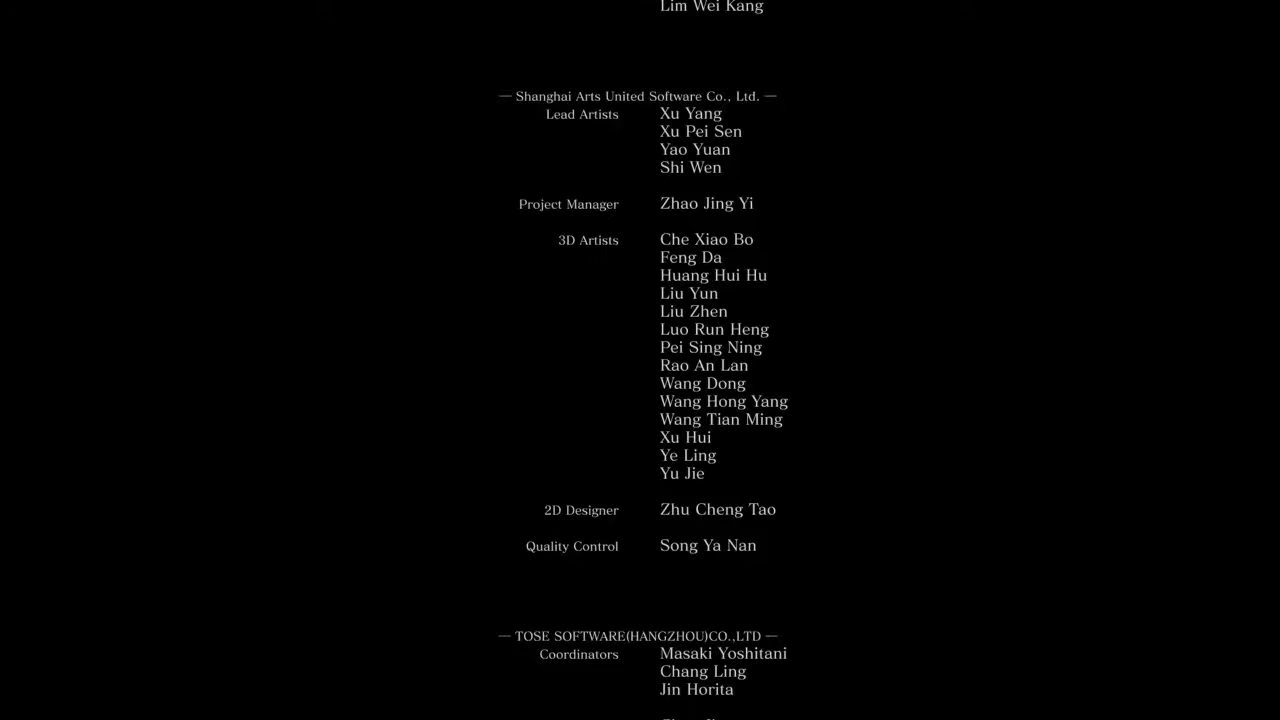 Lim Wei Kang
— Shanghai Arts United Software Co., Ltd. —
Lead Artists Xu Yang
Xu Pei Sen
Yao Yuan
Shi Wen
Project Manager Zhao Jing Yi
3D Artists Che Xiao Bo
Feng Da
Huang Hui Hu
Liu Yun
Liu Zhen
Luo Run Heng
Pei Sing Ning
Rao An Lan
Wang Dong
Wang Hong Yang
Wang Tian Ming
Xu Hui
Ye Ling
Yu Jie
2D Designer Zhu Cheng Tao
Quality Control Song Ya Nan
— TOSE SOFTWARE(HANGZHOU)CO.,LTD —
Coordinators Masaki Yoshitani
Chang Ling
Jin Horita